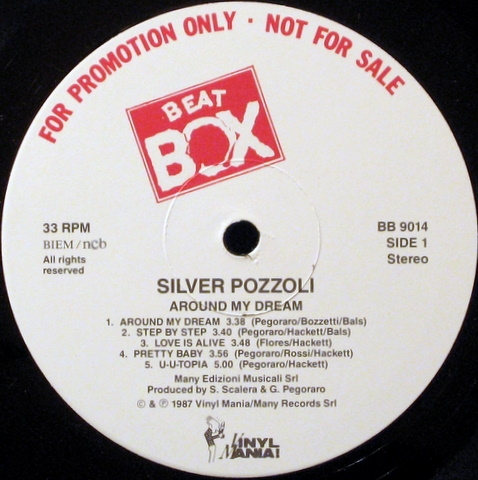 FOR PROMOTION ONLY · NOT FOR SALE
BEAT
BOX
33 RPM
BIEM/ncb
All rights
reserved
BB 9014
SIDE 1
Stereo
SILVER POZZOLI
AROUND MY DREAM
1. AROUND MY DREAM 3.38 (Pegoraro/Bozzetti/Bals)
2. STEP BY STEP 3.40 (Pegoraro/Hackett/Bals)
3. LOVE IS ALIVE 3.48 (Flores/Hackett)
4. PRETTY BABY 3.56 (Pegoraro/Rossi/Hackett)
5. U-U-TOPIA 5.00 (Pegoraro/Hackett)
Many Edizioni Musicali Srl
Produced by S. Scalera & G. Pegoraro
© & ℗ 1987 Vinyl Mania/Many Records Srl
VINYL
MANIA!